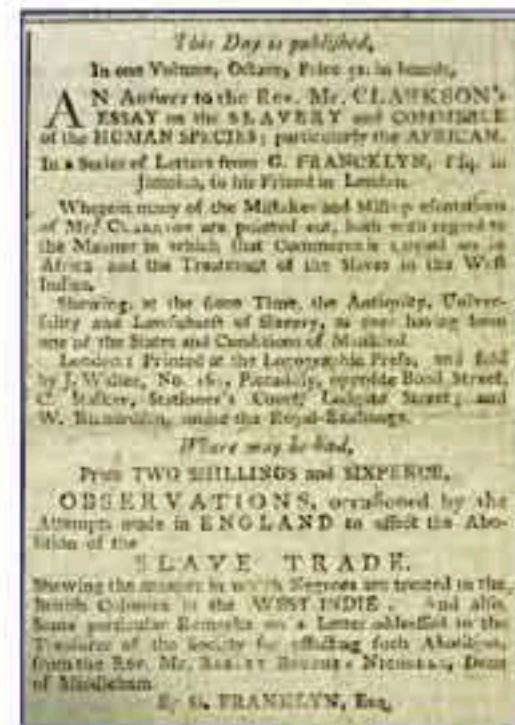 This Day is published,
In one Volume, Octavo, Price 5s. in boards,
AN Answer to the Rev. Mr. CLARKSON's
ESSAY on the SLAVERY and COMMERCE
of the HUMAN SPECIES; particularly the AFRICAN.
In a Series of Letters from G. FRANCKLYN, Esq. in
Jamaica, to his Friend in London.
Wherein many of the Mistakes and Misrepresentations
of Mr. CLARKSON are pointed out, both with regard to
the Manner in which that Commerce is carried on in
Africa and the Treatment of the Slaves in the West
Indies.
Shewing, at the same Time, the Antiquity, Univer-
sality and Lawfulness of Slavery, as ever having been
one of the States and Conditions of Mankind.
London: Printed at the Logographic Press, and sold
by J. Walter, No. Piccadilly, opposite Bond Street,
C. Stalker, Stationer's Court, Ludgate Street; and
W. Richardson, under the Royal-Exchange.
Where may be had,
Price TWO SHILLINGS and SIXPENCE,
OBSERVATIONS, occasioned by the
Attempts made in ENGLAND to effect the Abo-
lition of the
SLAVE TRADE.
Shewing the manner in which Negroes are treated in the
British Colonies in the WEST INDIE . And also,
Some particular Remarks on a Letter addressed to the
Treasurer of the Society for effecting such Abolition,
from the Rev. Mr. NICHOLLS, Dean
of Middleham
By G. FRANKLYN, Esq.